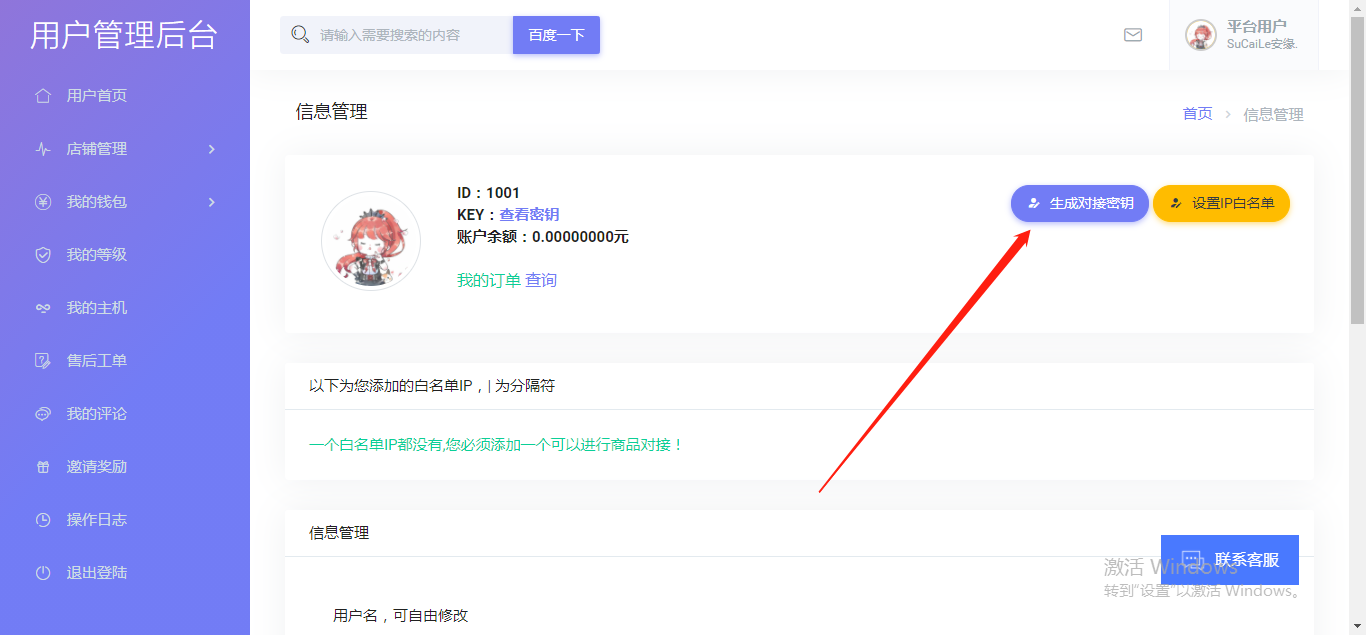 用户管理后台
用户首页
店铺管理
我的钱包
我的等级
我的主机
售后工单
我的评论
邀请奖励
操作日志
退出登陆
请输入需要搜索的内容
百度一下
平台用户
SuCaiLe安缘.
信息管理
首页 > 信息管理
ID：1001
KEY：查看密钥
账户余额：0.00000000元
我的订单 查询
生成对接密钥
设置IP白名单
以下为您添加的白名单IP，| 为分隔符
一个白名单IP都没有,您必须添加一个可以进行商品对接！
信息管理
用户名，可自由修改
联系客服
激活 Windows
转到"设置"以激活 Windows。